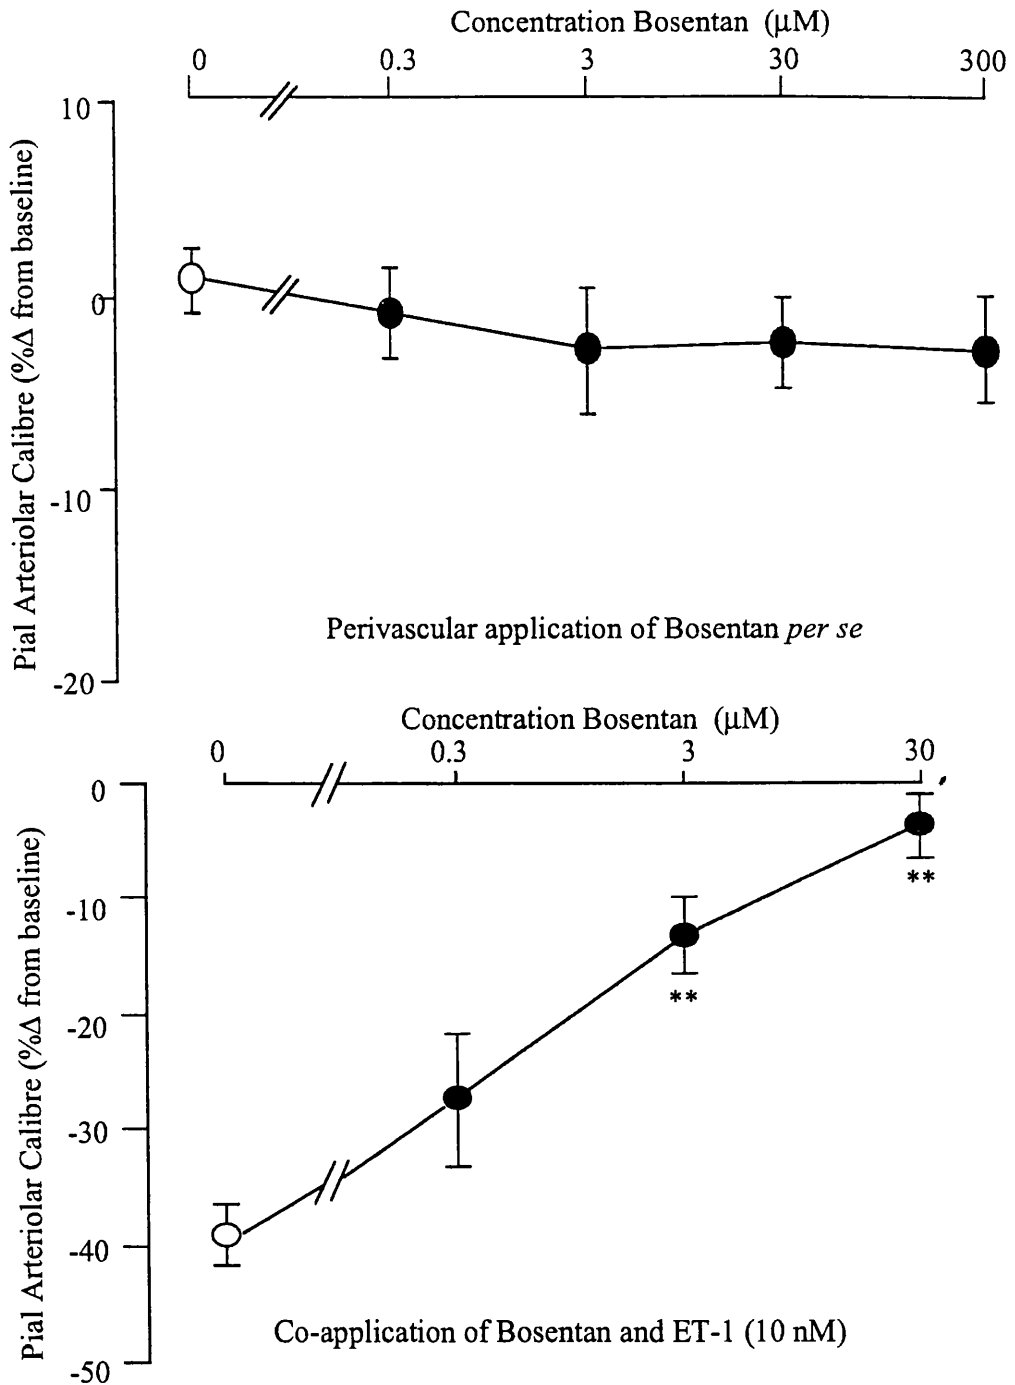 Concentration Bosentan (μM)
0 0.3 3 30 300
Pial Arteriolar Calibre (%Δ from baseline)
10
0
-10
-20
Perivascular application of Bosentan per se
Concentration Bosentan (μM)
0 0.3 3 30
Pial Arteriolar Calibre (%Δ from baseline)
0
-10
-20
-30
-40
-50
**
**
Co-application of Bosentan and ET-1 (10 nM)